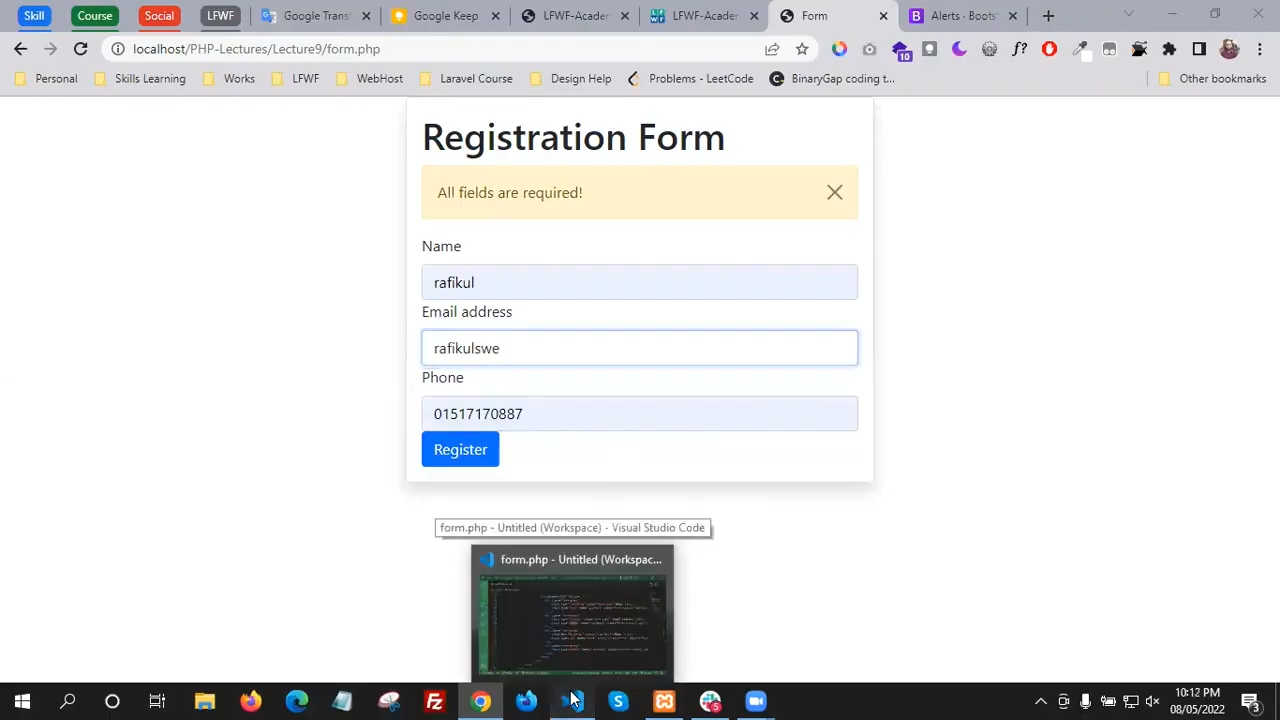 Skill Course Social LFWF Google Trans Google Keep LFWF-Acader LFWF-Acader Form Alerts · Boots
localhost/PHP-Lectures/Lecture9/form.php
10
Personal Skills Learning Works LFWF WebHost Laravel Course Design Help Problems - LeetCode BinaryGap coding t... Other bookmarks
Registration Form
All fields are required!
Name
rafikul
Email address
rafikulswe
Phone
01517170887
Register
form.php - Untitled (Workspace) - Visual Studio Code
form.php - Untitled (Workspac...
10:12 PM
08/05/2022